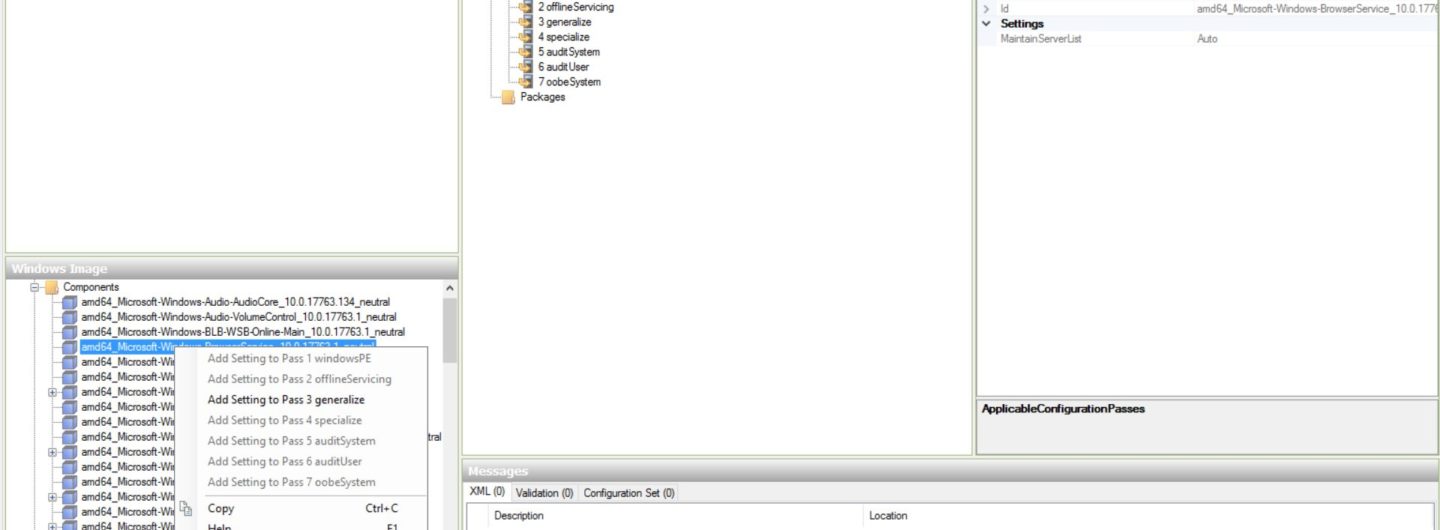 2 offlineServicing
3 generalize
4 specialize
5 auditSystem
6 auditUser
7 oobeSystem
Packages
Id amd64_Microsoft-Windows-BrowserService_10.0.1776
Settings
MaintainServerList Auto
ApplicableConfigurationPasses
Windows Image
Components
amd64_Microsoft-Windows-Audio-AudioCore_10.0.17763.134_neutral
amd64_Microsoft-Windows-Audio-VolumeControl_10.0.17763.1_neutral
amd64_Microsoft-Windows-BLB-WSB-Online-Main_10.0.17763.1_neutral
amd64_Microsoft-Windows-BrowserService_10.0.17763.1_neutral
amd64_Microsoft-Wi
amd64_Microsoft-Wi
amd64_Microsoft-Wi
amd64_Microsoft-Wi
amd64_Microsoft-Wi
amd64_Microsoft-Wi tral
amd64_Microsoft-Wi
amd64_Microsoft-Wi
amd64_Microsoft-Wi
amd64_Microsoft-Wi
amd64_Microsoft-Wi
amd64_Microsoft-Wi
Add Setting to Pass 1 windowsPE
Add Setting to Pass 2 offlineServicing
Add Setting to Pass 3 generalize
Add Setting to Pass 4 specialize
Add Setting to Pass 5 auditSystem
Add Setting to Pass 6 auditUser
Add Setting to Pass 7 oobeSystem
Copy Ctrl+C
Help F1
Messages
XML (0) Validation (0) Configuration Set (0)
Description Location